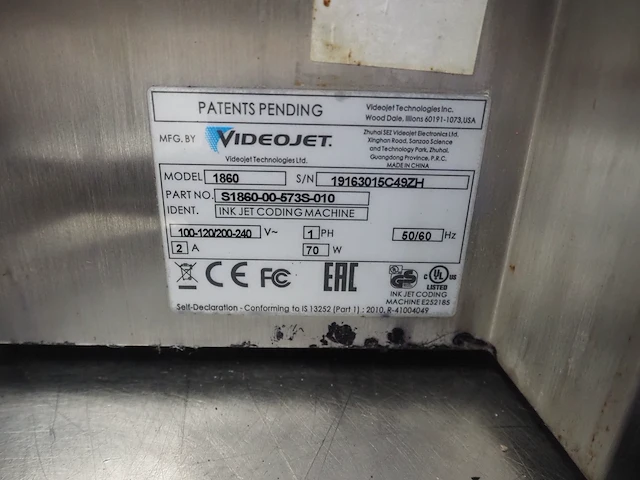 PATENTS PENDING
Videojet Technologies Inc.
Wood Dale, Illions 60191-1073,USA
MFG. BY VIDEOJET.
Videojet Technologies Ltd.
Zhuhai SEZ Videojet Electronics Ltd.
Xinghan Road, Sanzao Science
and Technology Park, Zhuhai,
Guangdong Province, P.R.C.
MADE IN CHINA
MODEL 1860 S/N 19163015C49ZH
PART NO. S1860-00-573S-010
IDENT. INK JET CODING MACHINE
100-120/200-240 V~ 1 PH 50/60 Hz
2 A 70 W
CE FC EAC GS C UL US
LISTED
INK JET CODING
MACHINE E252185
Self-Declaration - Conforming to IS 13252 (Part 1) : 2010, R-41004049